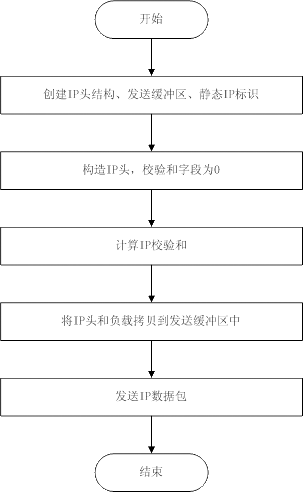 开始
创建IP头结构、发送缓冲区、静态IP标识
构造IP头，校验和字段为0
计算IP校验和
将IP头和负载拷贝到发送缓冲区中
发送IP数据包
结束